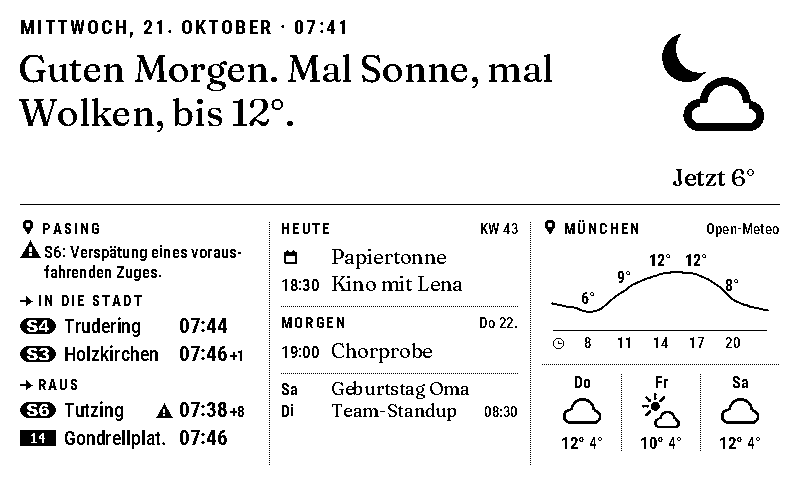 MITTWOCH, 21. OKTOBER · 07:41
Guten Morgen. Mal Sonne, mal
Wolken, bis 12°.
Jetzt 6°
PASING
S6: Verspätung eines voraus-
fahrenden Zuges.
IN DIE STADT
S4 Trudering 07:44
S3 Holzkirchen 07:46+1
RAUS
S6 Tutzing 07:38+8
14 Gondrellplat. 07:46
HEUTE KW 43
Papiertonne
18:30 Kino mit Lena
MORGEN Do 22.
19:00 Chorprobe
Sa Geburtstag Oma
Di Team-Standup 08:30
MÜNCHEN Open-Meteo
6° 9° 12° 12° 8°
8 11 14 17 20
Do Fr Sa
12° 4° 10° 4° 12° 4°